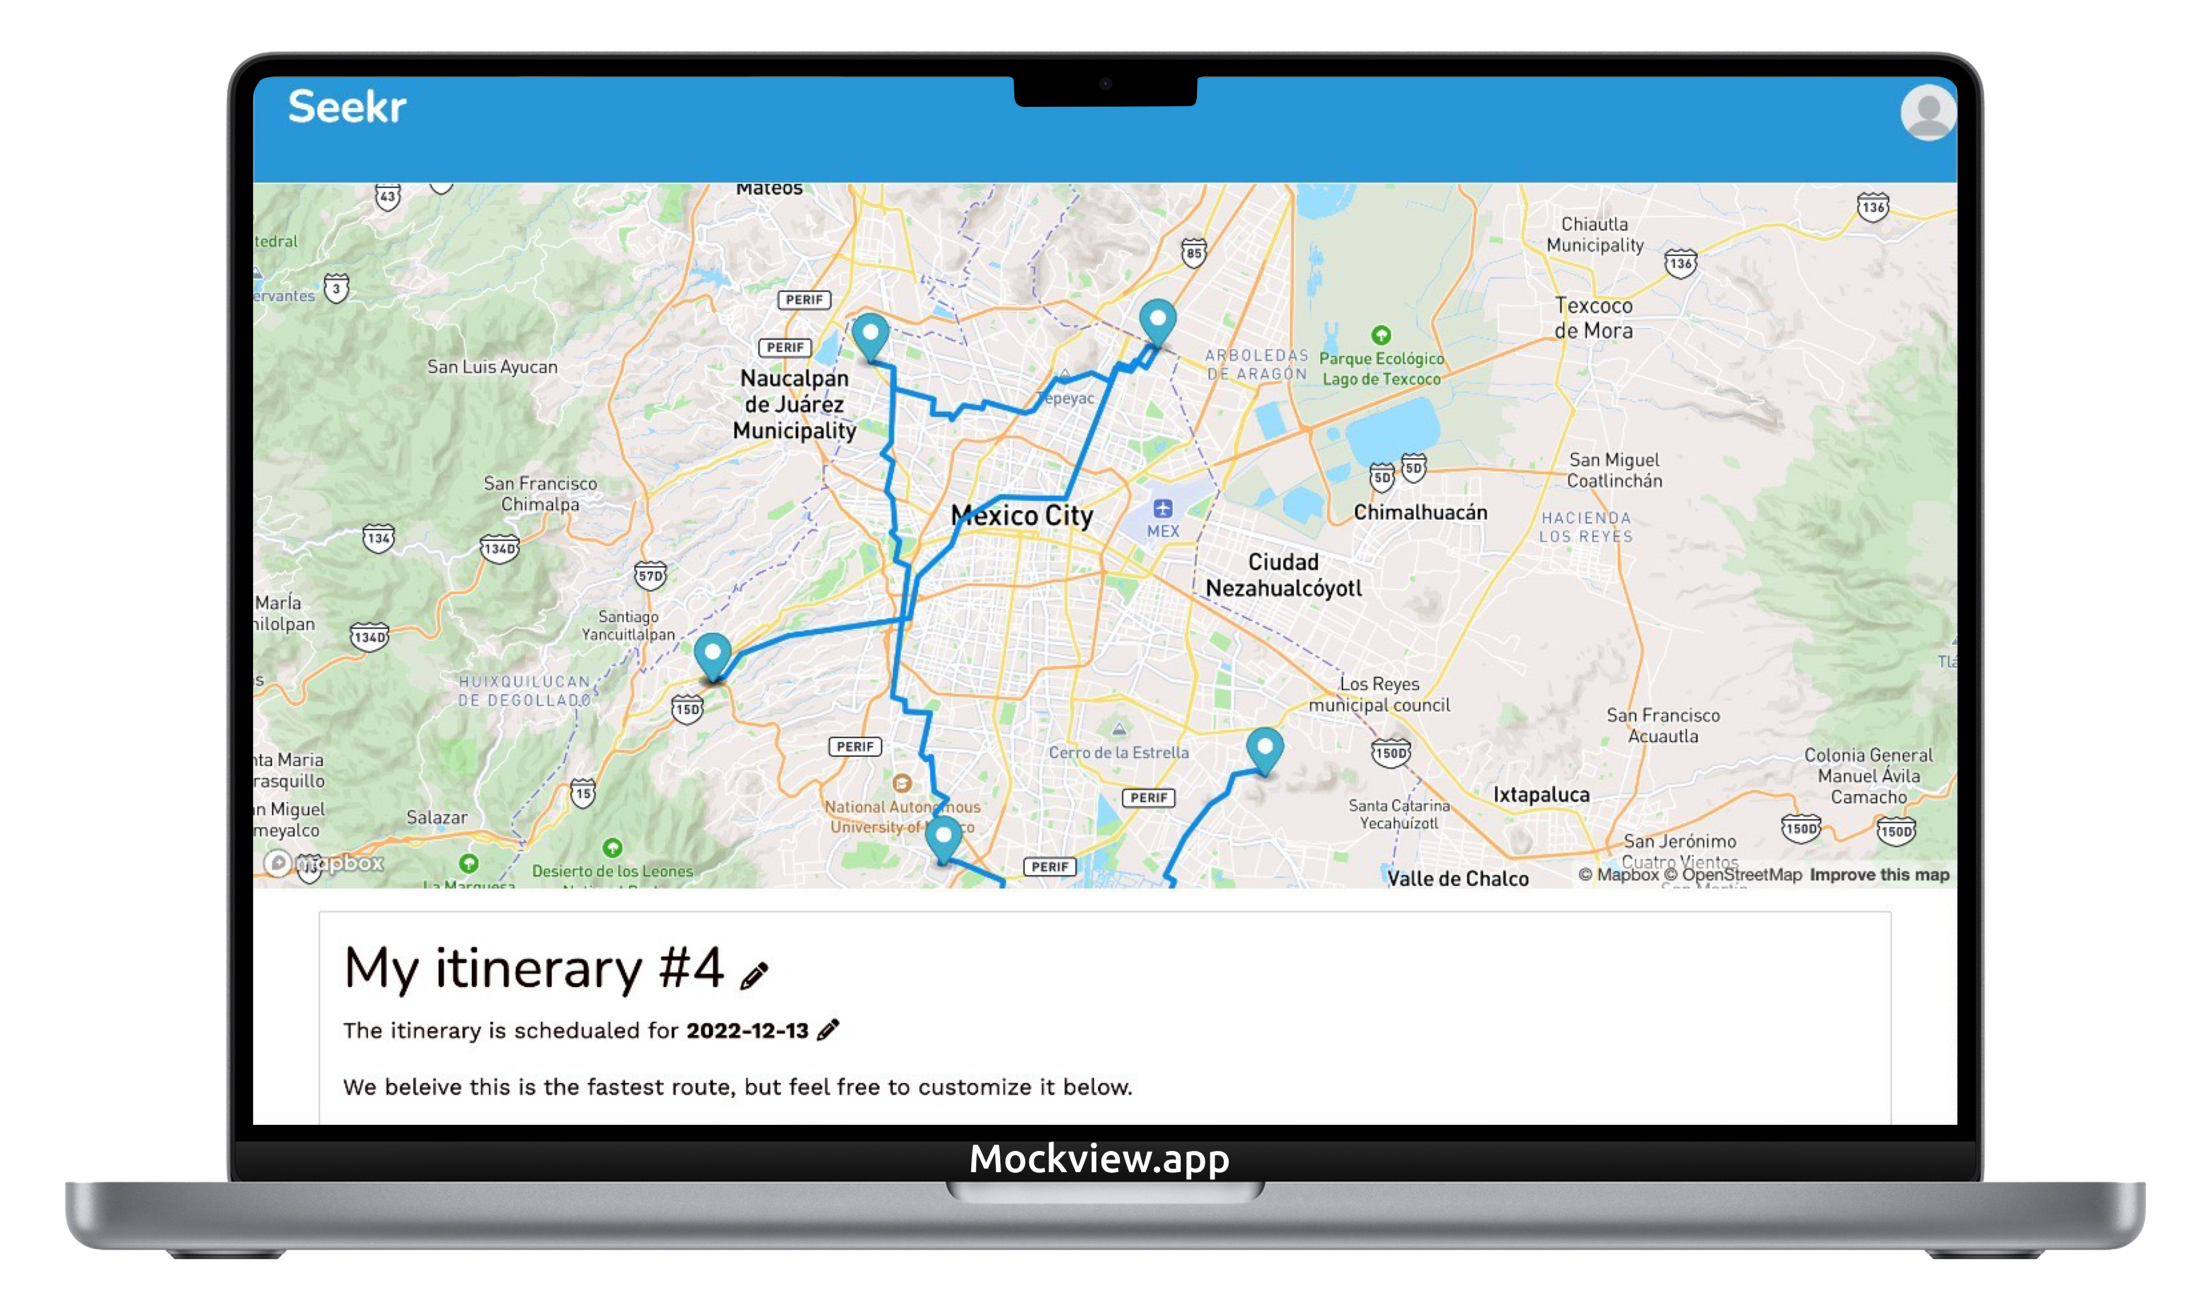 Seekr
Mateos
43
136
Chiautla
Municipality
tedral
85
136
3
ervantes
PERIF
Texcoco
de Mora
PERIF
ARBOLEDAS
DE ARAGÓN
Parque Ecológico
Lago de Texcoco
San Luis Ayucan
Naucalpan
de Juárez
Municipality
Tepeyac
San Miguel
Coatlinchán
5D
5D
San Francisco
Chimalpa
Mexico City
MEX
Chimalhuacán
HACIENDA
LOS REYES
134
134D
57D
Ciudad
Nezahualcóyotl
María
hilolpan
134D
Santiago
Yancuitlalpan
s
HUIXQUILUCAN
DE DEGOLLADO
15D
Los Reyes
municipal council
San Francisco
Acuautla
PERIF
Cerro de la Estrella
150D
Colonia General
Manuel Ávila
Camacho
nta Maria
rasquillo
15
National Autonomous
University of co
PERIF
Ixtapaluca
Santa Catarina
Yecahuízotl
n Miguel
meyalco
Salazar
150D
150D
San Jerónimo
Cuatro Vientos
mapbox
Desierto de los Leones
PERIF
La Marquesa
Valle de Chalco
© Mapbox © OpenStreetMap Improve this map
My itinerary #4
The itinerary is schedualed for 2022-12-13
We beleive this is the fastest route, but feel free to customize it below.
Mockview.app